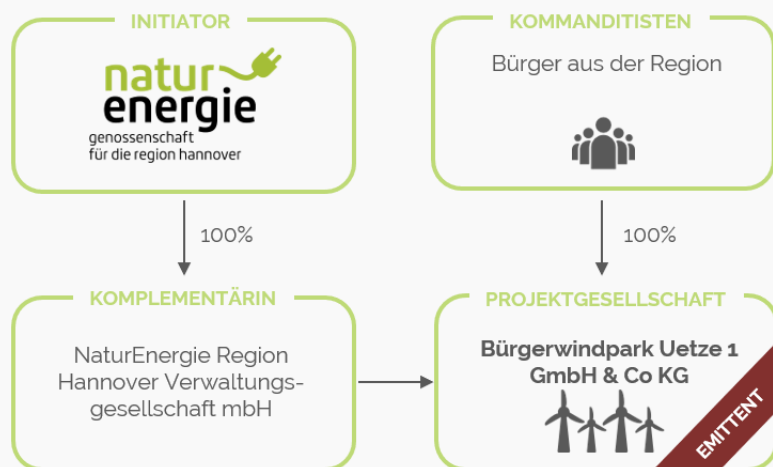 INITIATOR
natur
energie
genossenschaft
für die region hannover
KOMMANDITISTEN
Bürger aus der Region
100%
100%
KOMPLEMENTÄRIN
NaturEnergie Region
Hannover Verwaltungs-
gesellschaft mbH
PROJEKTGESELLSCHAFT
Bürgerwindpark Uetze 1
GmbH & Co KG
EMITTENT